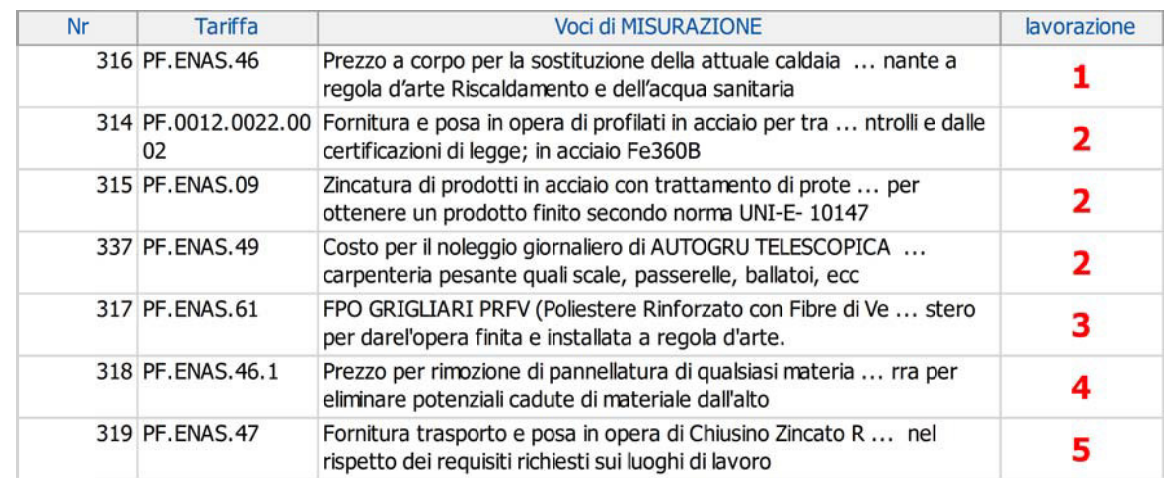 Nr Tariffa Voci di MISURAZIONE lavorazione
316 PF.ENAS.46 Prezzo a corpo per la sostituzione della attuale caldaia ... nante a 1
regola d’arte Riscaldamento e dell’acqua sanitaria
314 PF.0012.0022.00 Fornitura e posa in opera di profilati in acciaio per tra ... ntrolli e dalle 2
02 certificazioni di legge; in acciaio Fe360B
315 PF.ENAS.09 Zincatura di prodotti in acciaio con trattamento di prote ... per 2
ottenere un prodotto finito secondo norma UNI-E- 10147
337 PF.ENAS.49 Costo per il noleggio giornaliero di AUTOGRU TELESCOPICA ... 2
carpenteria pesante quali scale, passerelle, ballatoi, ecc
317 PF.ENAS.61 FPO GRIGLIARI PRFV (Poliestere Rinforzato con Fibre di Ve ... stero 3
per darel'opera finita e installata a regola d'arte.
318 PF.ENAS.46.1 Prezzo per rimozione di pannellatura di qualsiasi materia ... rra per 4
eliminare potenziali cadute di materiale dall'alto
319 PF.ENAS.47 Fornitura trasporto e posa in opera di Chiusino Zincato R ... nel 5
rispetto dei requisiti richiesti sui luoghi di lavoro